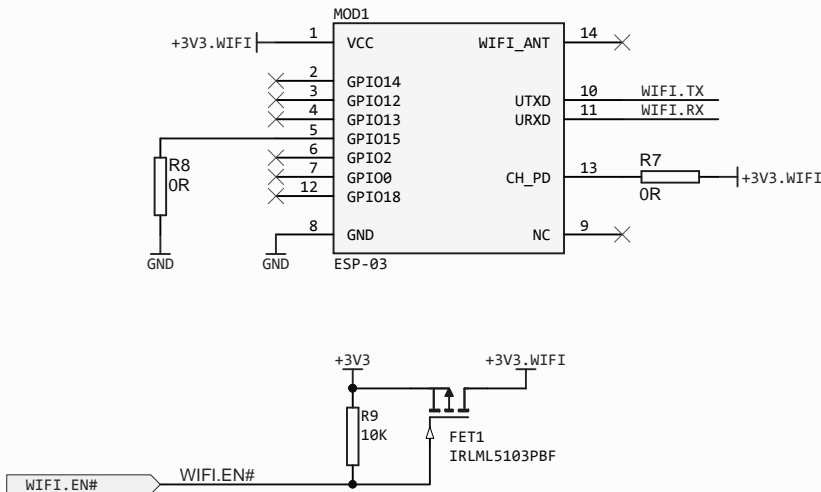 MOD1
+3V3.WIFI 1 VCC WIFI_ANT 14
2 GPIO14
3 GPIO12 UTXD 10 WIFI.TX
4 GPIO13 URXD 11 WIFI.RX
5 GPIO15
6 GPIO2
R8 7 GPIO0 CH_PD 13 R7 +3V3.WIFI
0R 12 GPIO18 0R
8 GND NC 9
GND GND ESP-03
+3V3 +3V3.WIFI
R9
10K FET1
IRLML5103PBF
WIFI.EN# WIFI.EN#